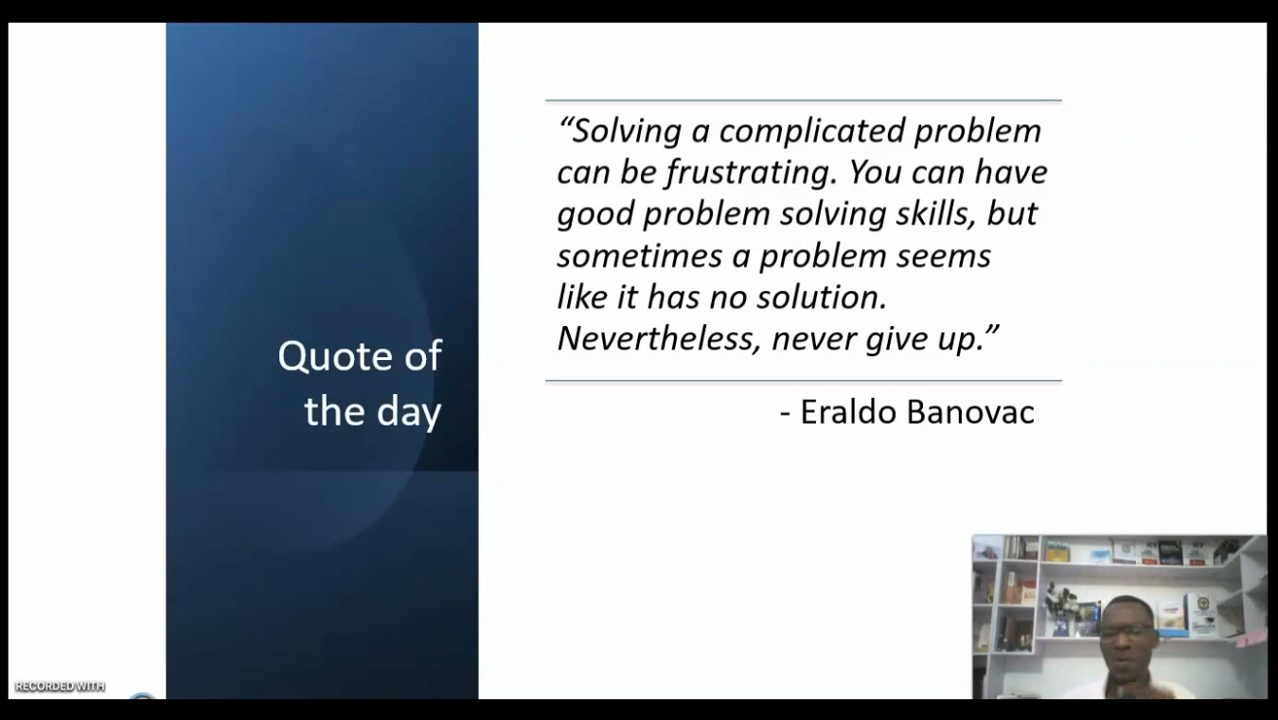 Quote of
the day
“Solving a complicated problem
can be frustrating. You can have
good problem solving skills, but
sometimes a problem seems
like it has no solution.
Nevertheless, never give up.”
- Eraldo Banovac
RECORDED WITH